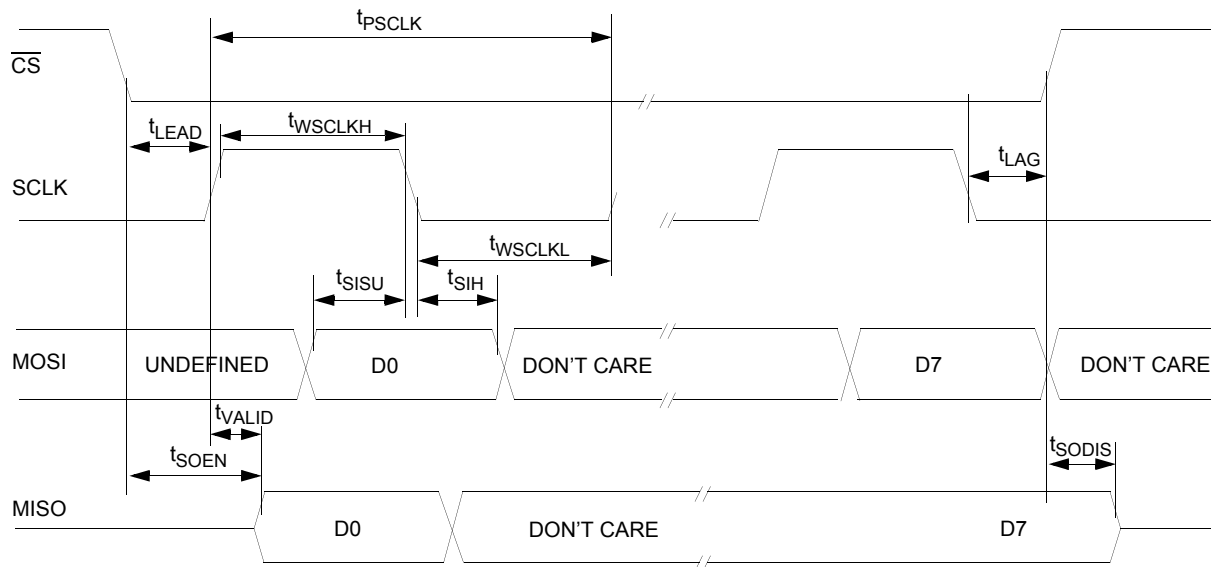 tPSCLK
CS
tLEAD
tWSCLKH
tLAG
SCLK
tWSCLKL
tSISU
tSIH
MOSI
UNDEFINED
D0
DON'T CARE
D7
DON'T CARE
tVALID
tSOEN
tSODIS
MISO
D0
DON'T CARE
D7